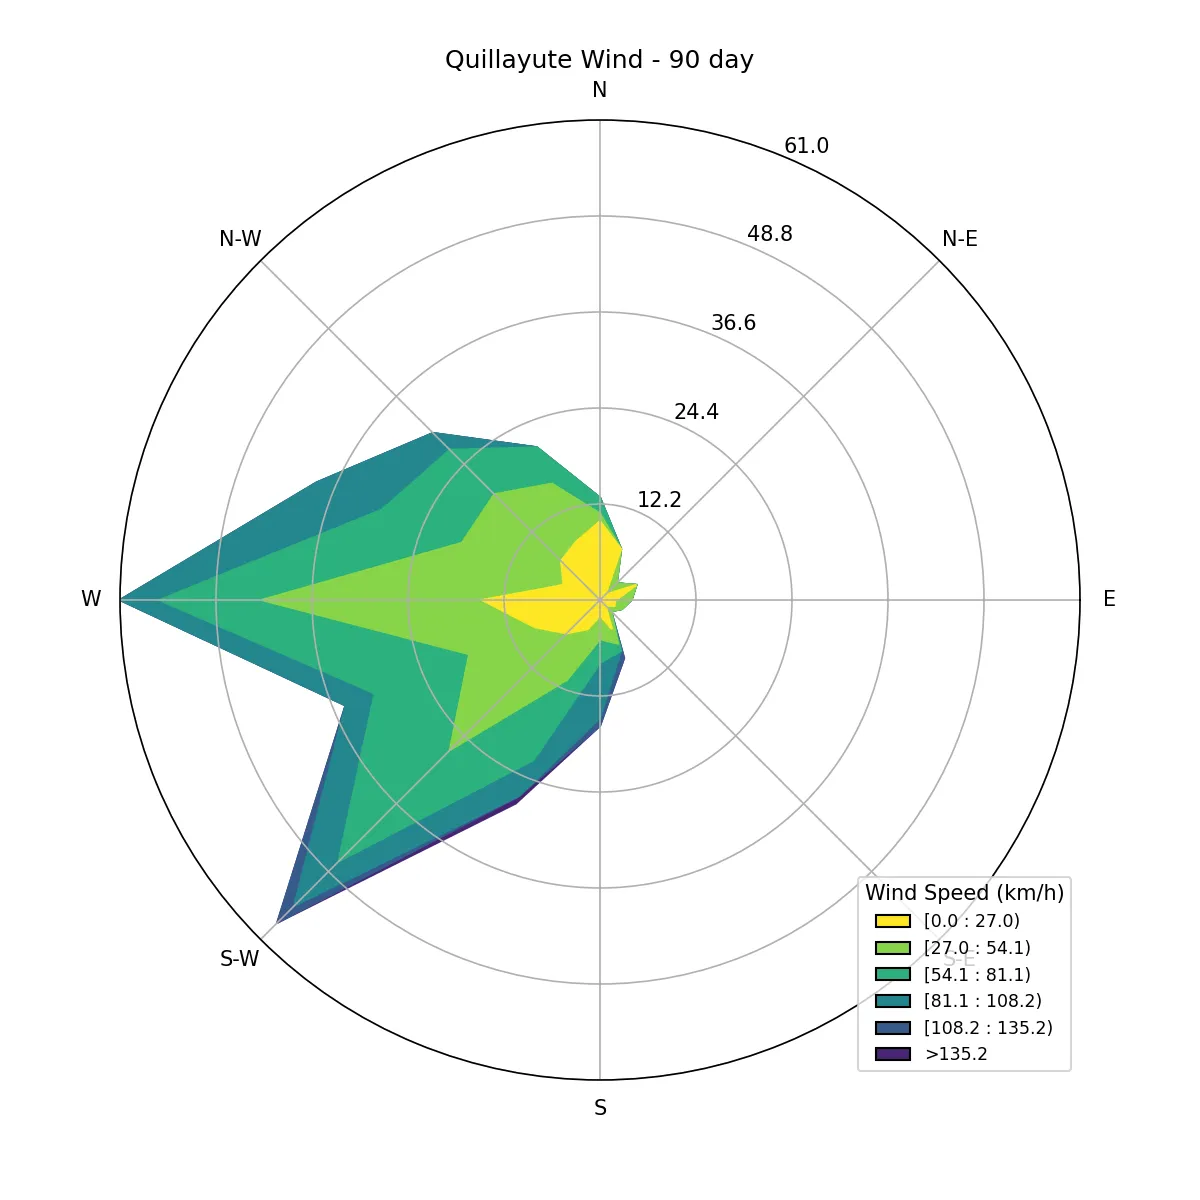 Quillayute Wind - 90 day
N
61.0
N-W
48.8
N-E
36.6
24.4
12.2
W
E
S-W
S-E
S
Wind Speed (km/h)
[0.0 : 27.0)
[27.0 : 54.1)
[54.1 : 81.1)
[81.1 : 108.2)
[108.2 : 135.2)
>135.2